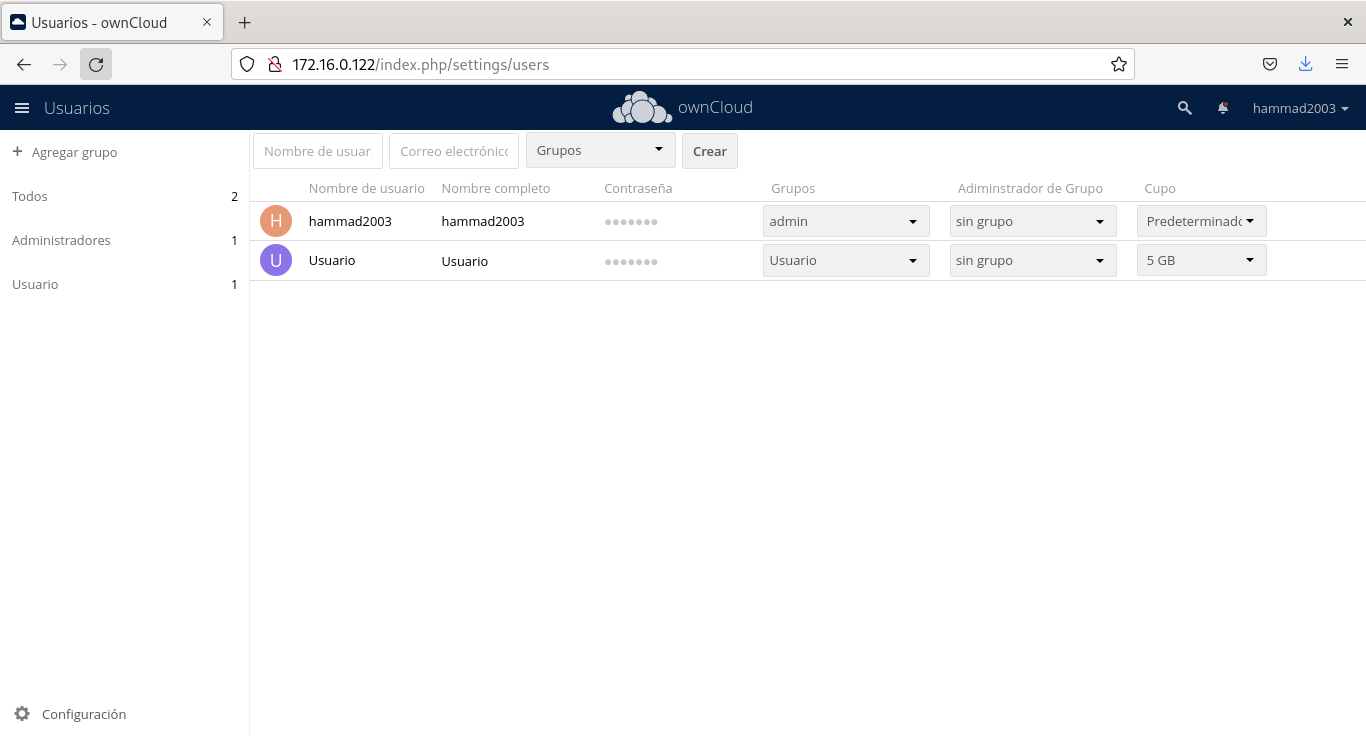 Usuarios - ownCloud
172.16.0.122/index.php/settings/users
Usuarios
ownCloud
hammad2003
+ Agregar grupo
Nombre de usuar
Correo electrónico
Grupos
Crear
Todos 2
Administradores 1
Usuario 1
Nombre de usuario Nombre completo Contraseña Grupos Adiminstrador de Grupo Cupo
H hammad2003 hammad2003 ●●●●●●● admin sin grupo Predeterminado
U Usuario Usuario ●●●●●●● Usuario sin grupo 5 GB
Configuración